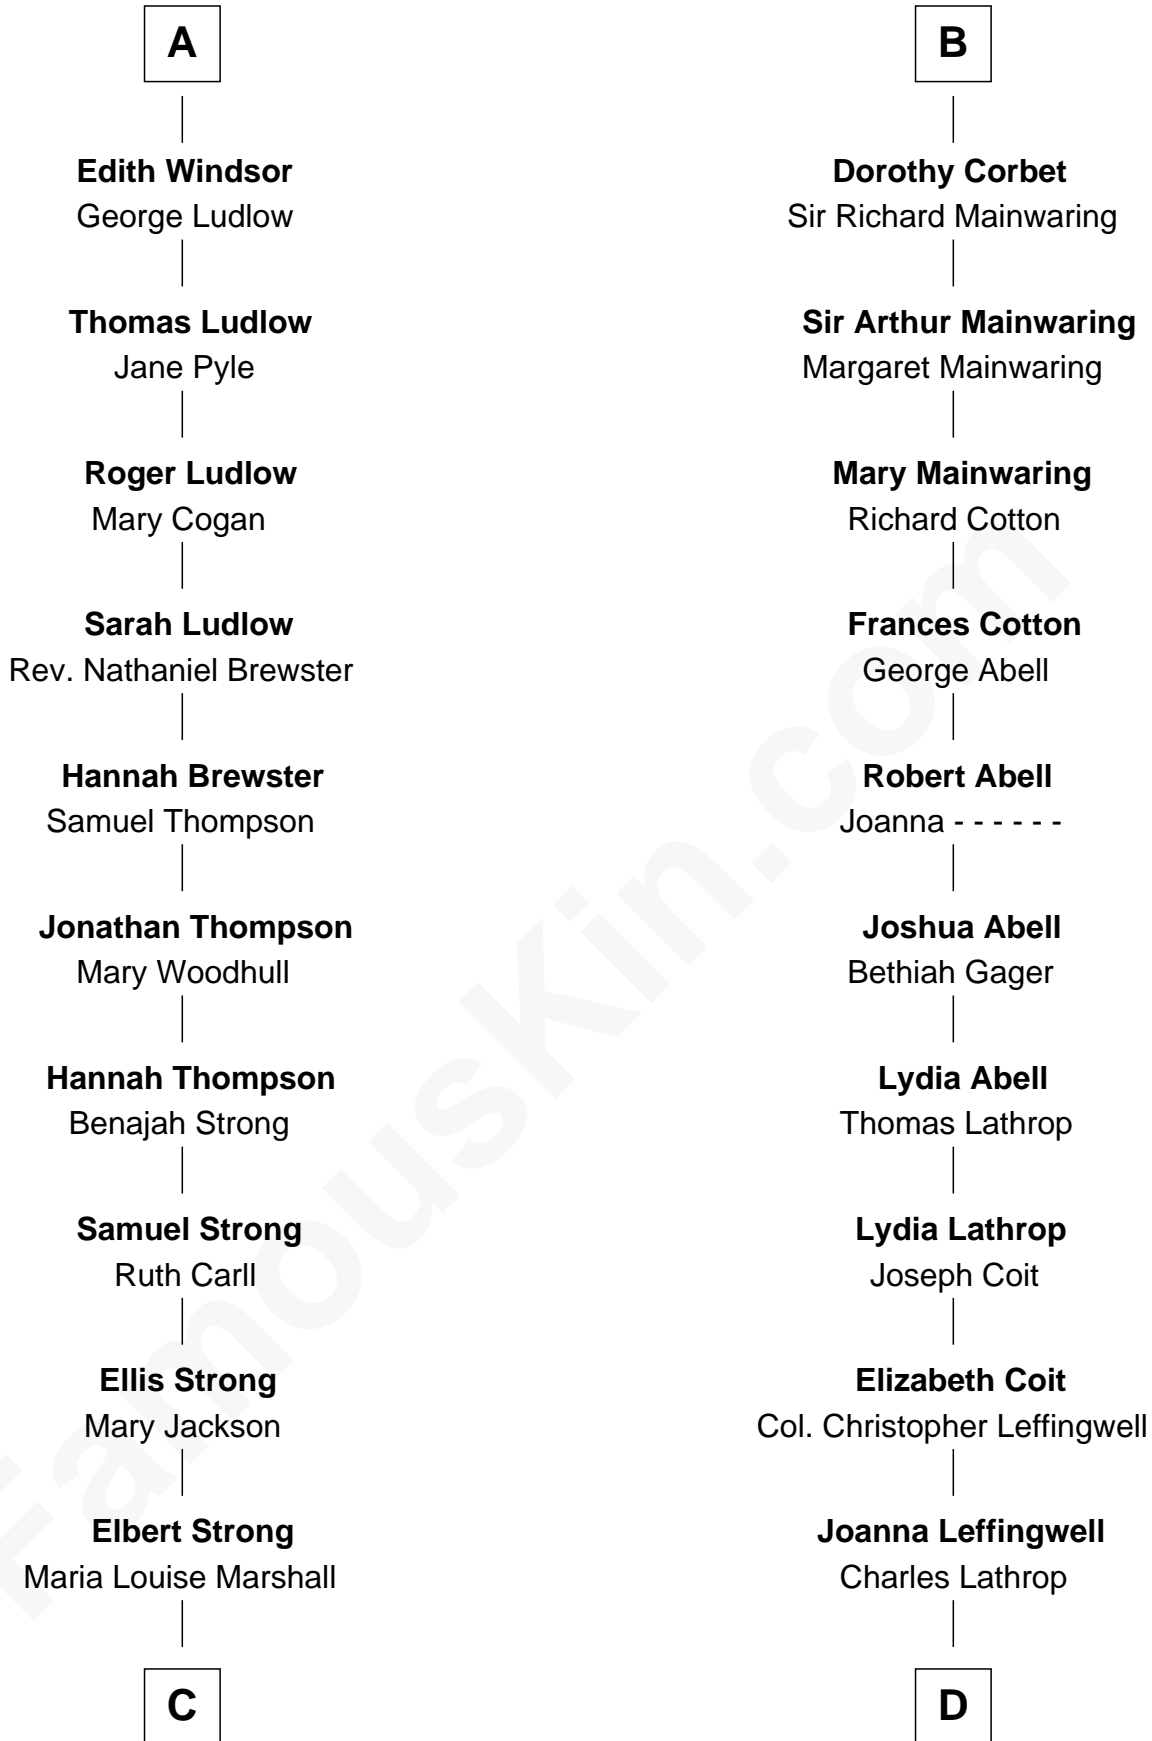 A
Edith Windsor
George Ludlow
Thomas Ludlow
Jane Pyle
Roger Ludlow
Mary Cogan
Sarah Ludlow
Rev. Nathaniel Brewster
Hannah Brewster
Samuel Thompson
Jonathan Thompson
Mary Woodhull
Hannah Thompson
Benajah Strong
Samuel Strong
Ruth Carll
Ellis Strong
Mary Jackson
Elbert Strong
Maria Louise Marshall
C
B
Dorothy Corbet
Sir Richard Mainwaring
Sir Arthur Mainwaring
Margaret Mainwaring
Mary Mainwaring
Richard Cotton
Frances Cotton
George Abell
Robert Abell
Joanna - - - - - -
Joshua Abell
Bethiah Gager
Lydia Abell
Thomas Lathrop
Lydia Lathrop
Joseph Coit
Elizabeth Coit
Col. Christopher Leffingwell
Joanna Leffingwell
Charles Lathrop
D
FamousKin.com